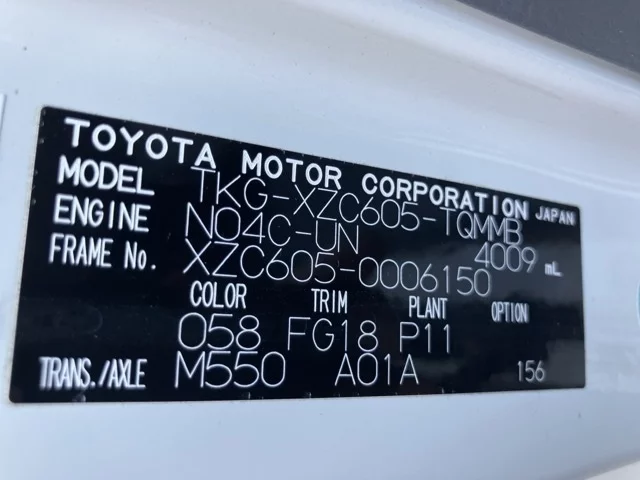 TOYOTA MOTOR CORPORATION JAPAN
MODEL TKG-XZC605-TQMMB
ENGINE N04C-UN 4009 mL
FRAME No. XZC605-0006150
COLOR TRIM PLANT OPTION
058 FG18 P11
TRANS./AXLE M550 A01A 156